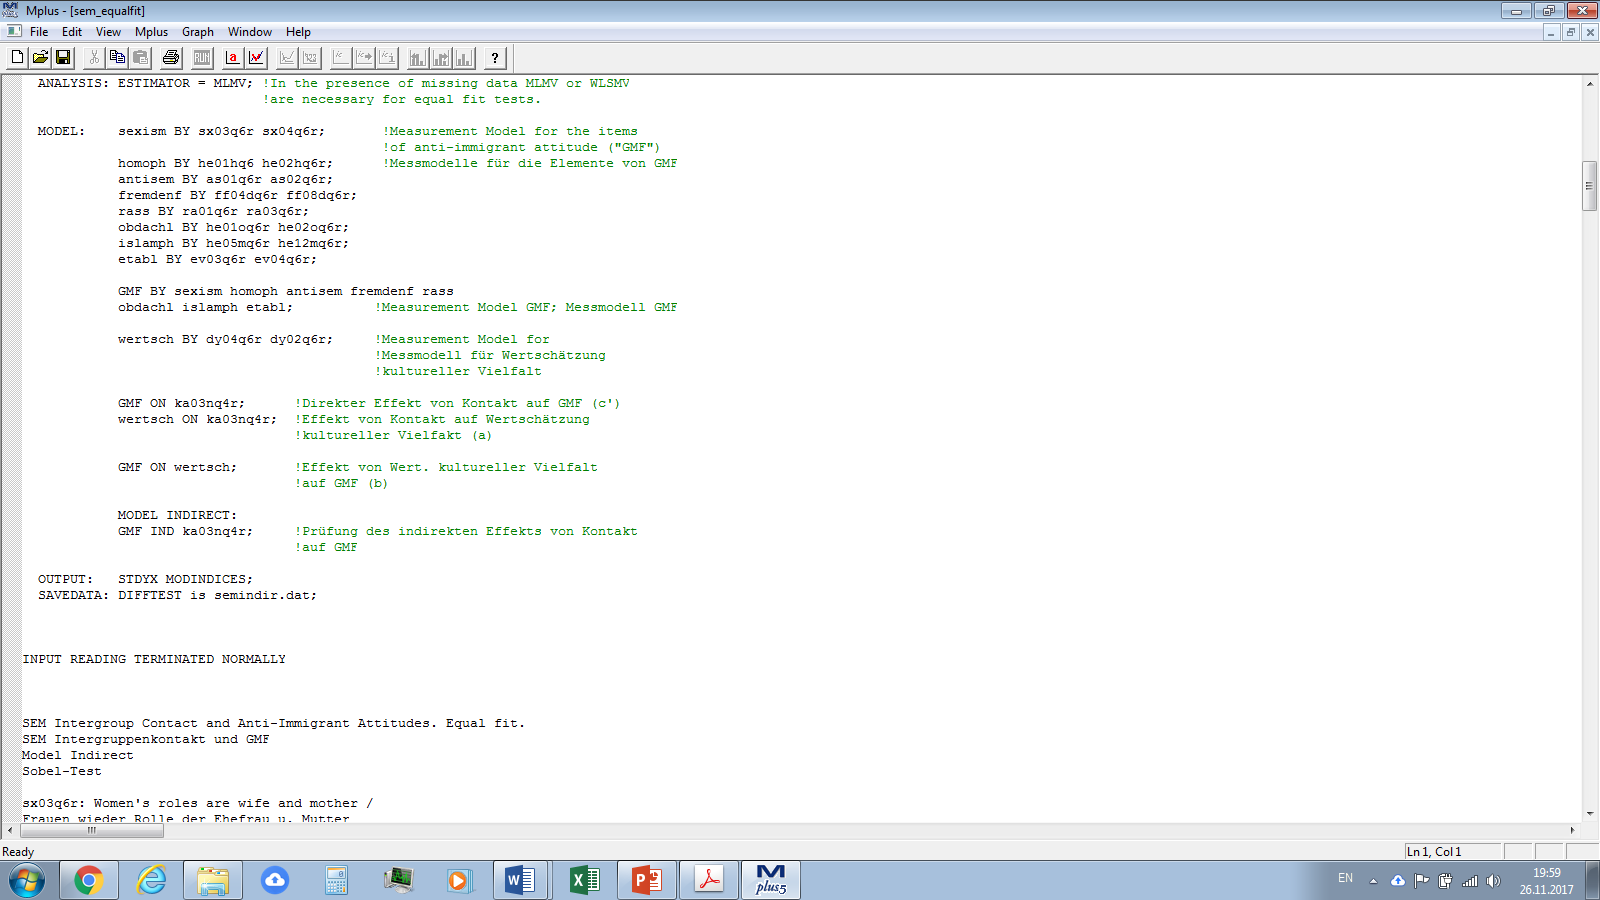 Mplus - [sem_equalfit]
File Edit View Mplus Graph Window Help
RUN
ANALYSIS: ESTIMATOR = MLMV; !In the presence of missing data MLMV or WLSMV
!are necessary for equal fit tests.
MODEL: sexism BY sx03q6r sx04q6r; !Measurement Model for the items
!of anti-immigrant attitude ("GMF")
homoph BY he01hq6 he02hq6r; !Messmodelle für die Elemente von GMF
antisem BY as01q6r as02q6r;
fremdenf BY ff04dq6r ff08dq6r;
rass BY ra01q6r ra03q6r;
obdachl BY he01oq6r he02oq6r;
islamph BY he05mq6r he12mq6r;
etabl BY ev03q6r ev04q6r;
GMF BY sexism homoph antisem fremdenf rass
obdachl islamph etabl; !Measurement Model GMF; Messmodell GMF
wertsch BY dy04q6r dy02q6r; !Measurement Model for
!Messmodell für Wertschätzung
!kultureller Vielfalt
GMF ON ka03nq4r; !Direkter Effekt von Kontakt auf GMF (c')
wertsch ON ka03nq4r; !Effekt von Kontakt auf Wertschätzung
!kultureller Vielfakt (a)
GMF ON wertsch; !Effekt von Wert. kultureller Vielfalt
!auf GMF (b)
MODEL INDIRECT:
GMF IND ka03nq4r; !Prüfung des indirekten Effekts von Kontakt
!auf GMF
OUTPUT: STDYX MODINDICES;
SAVEDATA: DIFFTEST is semindir.dat;
INPUT READING TERMINATED NORMALLY
SEM Intergroup Contact and Anti-Immigrant Attitudes. Equal fit.
SEM Intergruppenkontakt und GMF
Model Indirect
Sobel-Test
sx03q6r: Women's roles are wife and mother /
Frauen wieder Rolle der Ehefrau u. Mutter
Ready
Ln 1, Col 1
EN
19:59
26.11.2017
M
plus5